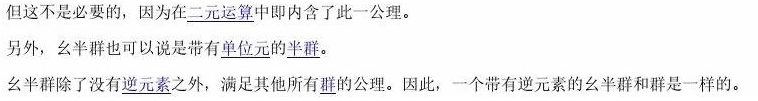 但这不是必要的，因为在二元运算中即内含了此一公理。
另外，幺半群也可以说是带有单位元的半群。
幺半群除了没有逆元素之外，满足其他所有群的公理。因此，一个带有逆元素的幺半群和群是一样的。